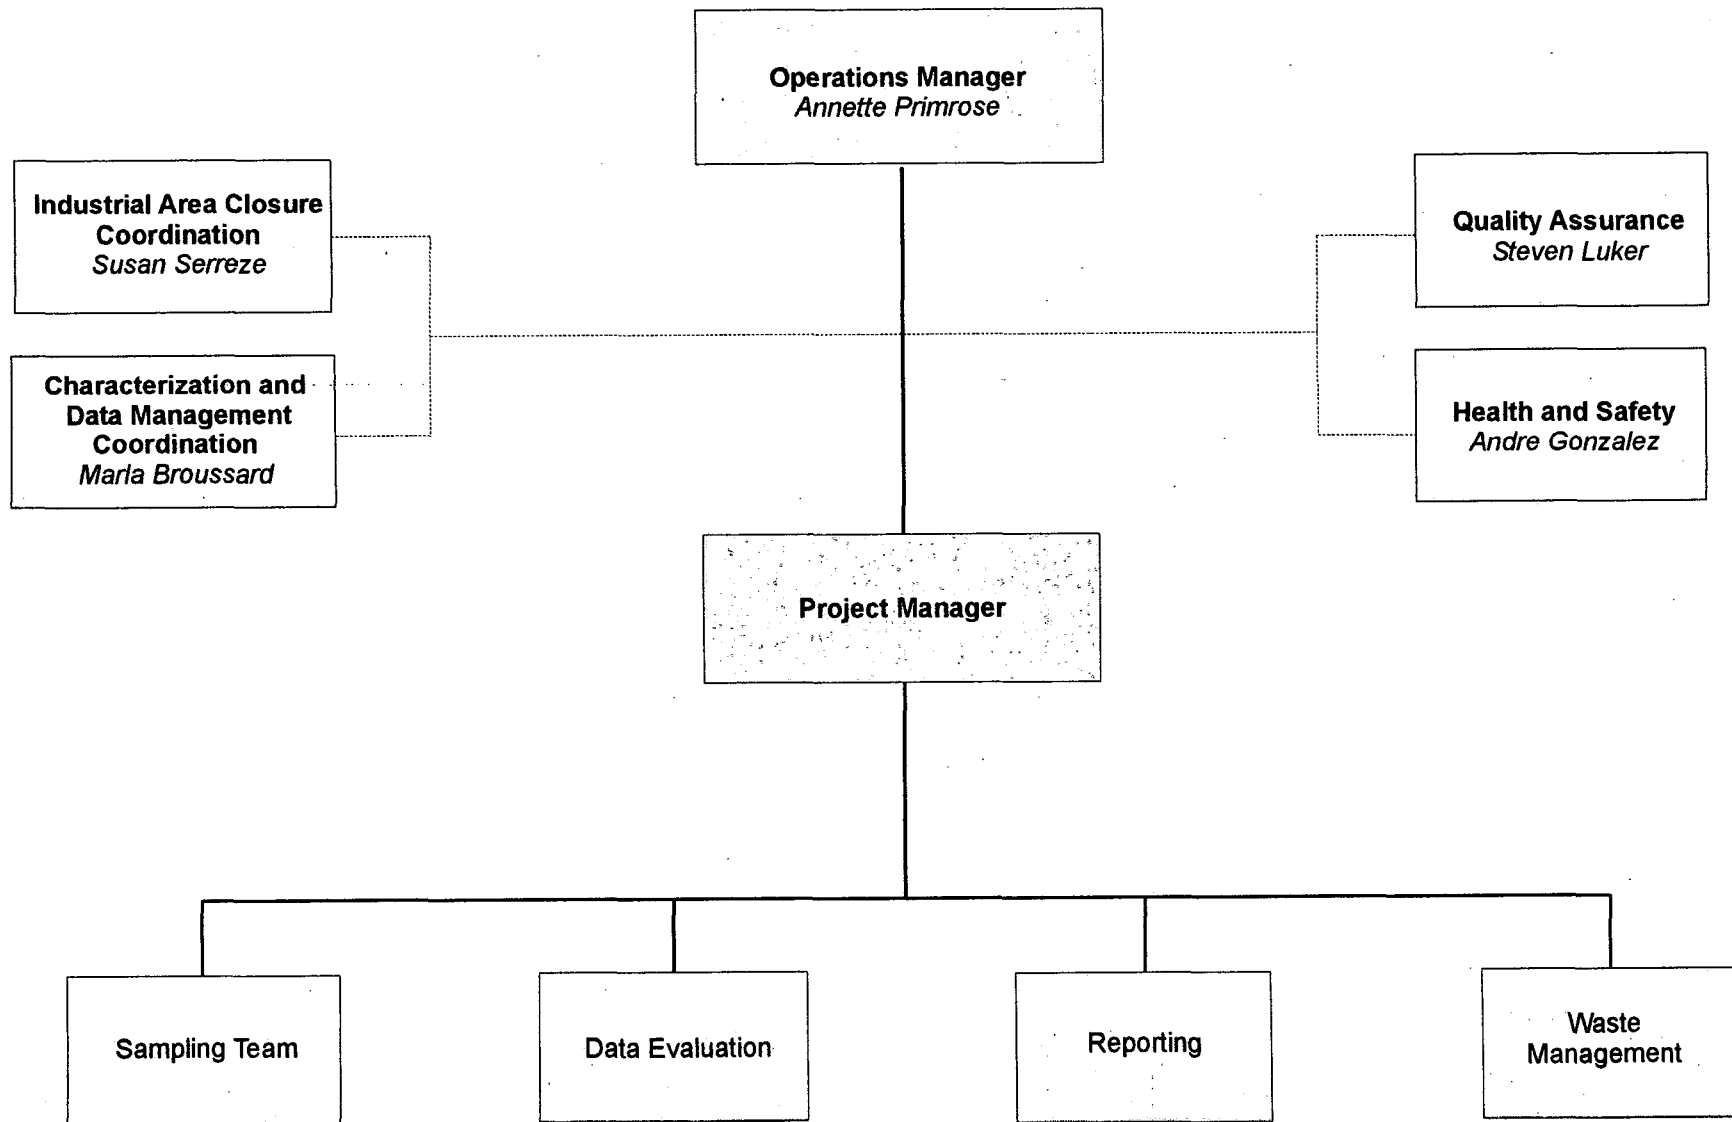 Operations Manager
Annette Primrose
Industrial Area Closure
Coordination
Susan Serreze
Quality Assurance
Steven Luker
Characterization and
Data Management
Coordination
Marla Broussard
Health and Safety
Andre Gonzalez
Project Manager
Sampling Team
Data Evaluation
Reporting
Waste
Management